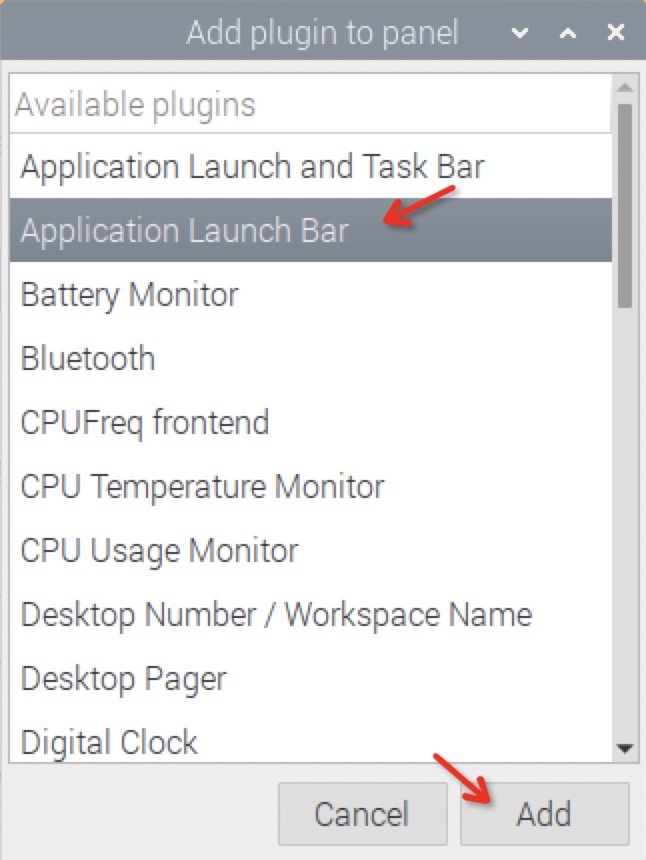 Add plugin to panel
Available plugins
Application Launch and Task Bar
Application Launch Bar
Battery Monitor
Bluetooth
CPUFreq frontend
CPU Temperature Monitor
CPU Usage Monitor
Desktop Number / Workspace Name
Desktop Pager
Digital Clock
Cancel
Add